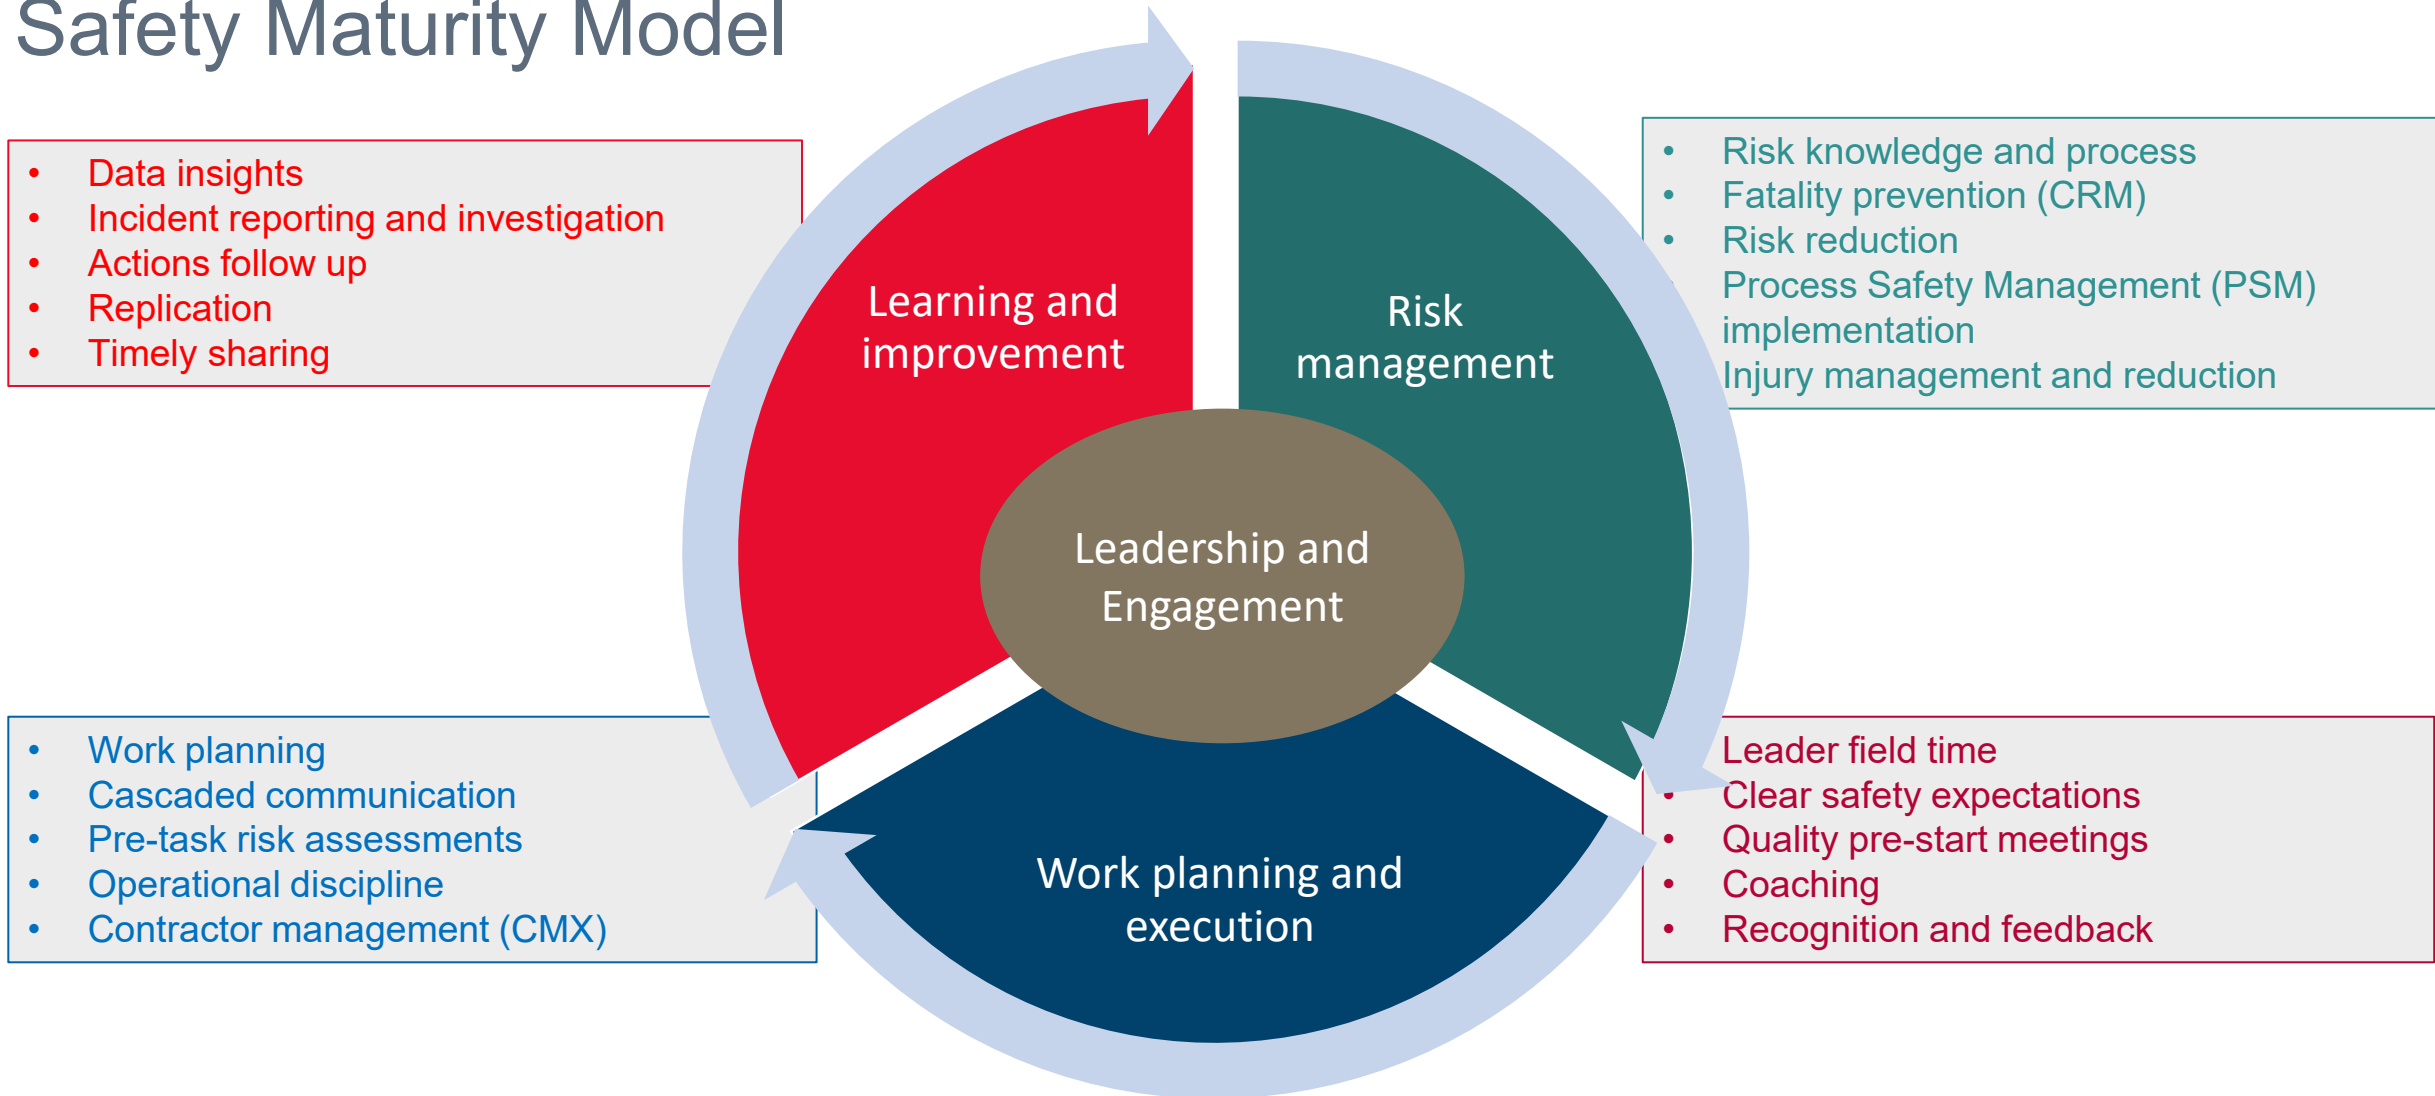 Safety Maturity Model
• Data insights
• Incident reporting and investigation
• Actions follow up
• Replication
• Timely sharing
Learning and
improvement
Risk
management
• Risk knowledge and process
• Fatality prevention (CRM)
• Risk reduction
Process Safety Management (PSM)
implementation
Injury management and reduction
Leadership and
Engagement
• Work planning
• Cascaded communication
• Pre-task risk assessments
• Operational discipline
• Contractor management (CMX)
Work planning and
execution
Leader field time
• Clear safety expectations
• Quality pre-start meetings
• Coaching
• Recognition and feedback